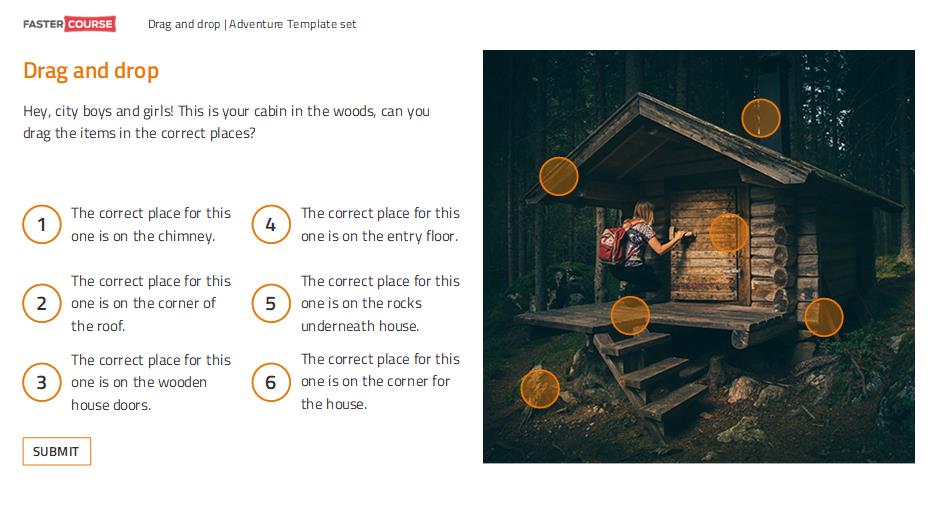 FASTER COURSE
Drag and drop | Adventure Template set
Drag and drop
Hey, city boys and girls! This is your cabin in the woods, can you
drag the items in the correct places?
1
The correct place for this
one is on the chimney.
2
The correct place for this
one is on the corner of
the roof.
3
The correct place for this
one is on the wooden
house doors.
4
The correct place for this
one is on the entry floor.
5
The correct place for this
one is on the rocks
underneath house.
6
The correct place for this
one is on the corner for
the house.
SUBMIT